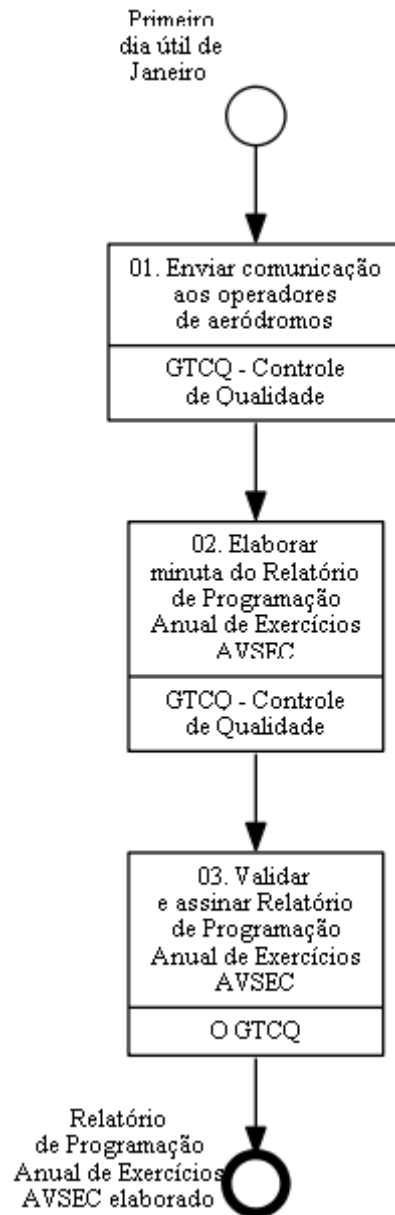 Primeiro
dia útil de
Janeiro
01. Enviar comunicação
aos operadores
de aeródromos
GTCQ - Controle
de Qualidade
02. Elaborar
minuta do Relatório
de Programação
Anual de Exercícios
AVSEC
GTCQ - Controle
de Qualidade
03. Validar
e assinar Relatório
de Programação
Anual de Exercícios
AVSEC
O GTCQ
Relatório
de Programação
Anual de Exercícios
AVSEC elaborado